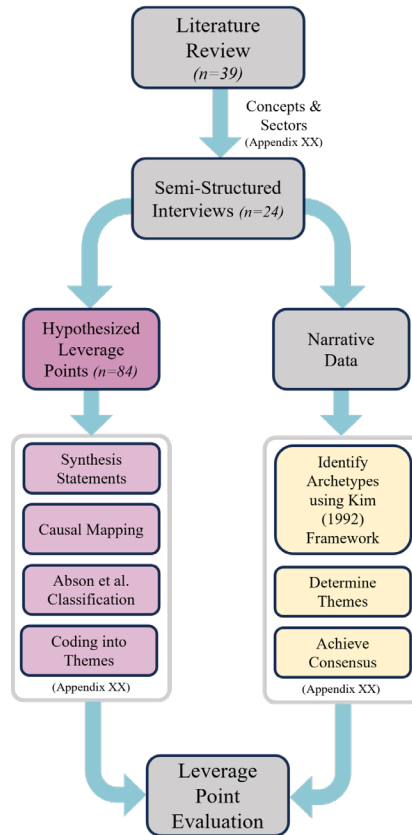 Literature
Review
(n=39)
Concepts &
Sectors
(Appendix XX)
Semi-Structured
Interviews (n=24)
Hypothesized
Leverage
Points (n=84)
Narrative
Data
Synthesis
Statements
Causal Mapping
Abson et al.
Classification
Coding into
Themes
(Appendix XX)
Identify
Archetypes
using Kim
(1992)
Framework
Determine
Themes
Achieve
Consensus
(Appendix XX)
Leverage
Point
Evaluation